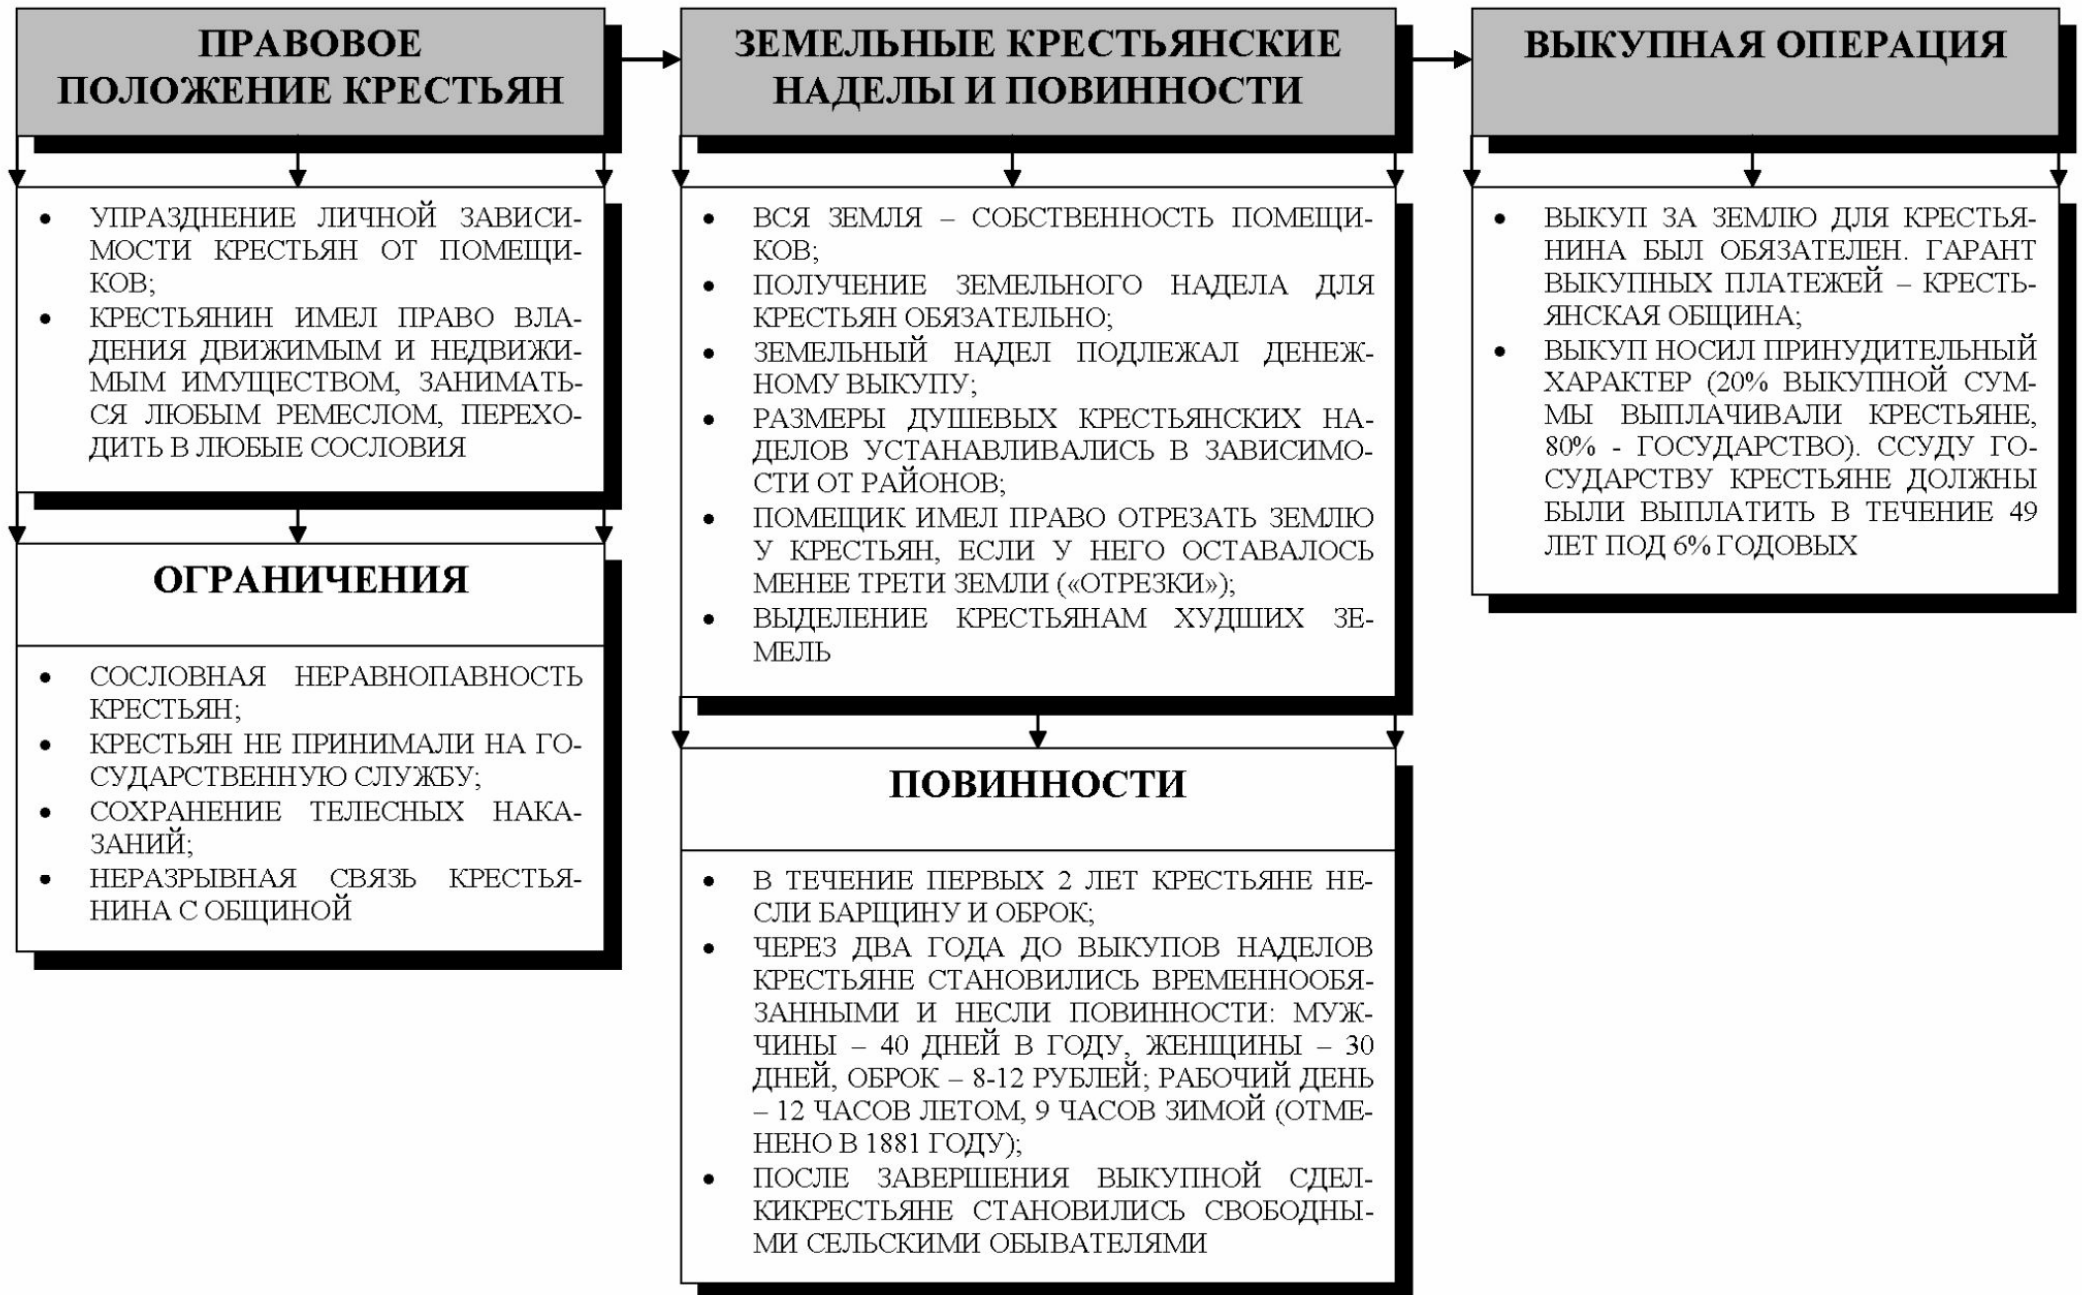 ПРАВОВОЕ
ПОЛОЖЕНИЕ КРЕСТЬЯН
• УПРАЗДНЕНИЕ ЛИЧНОЙ ЗАВИСИ-
МОСТИ КРЕСТЬЯН ОТ ПОМЕЩИ-
КОВ;
• КРЕСТЬЯНИН ИМЕЛ ПРАВО ВЛА-
ДЕНИЯ ДВИЖИМЫМ И НЕДВИЖИ-
МЫМ ИМУЩЕСТВОМ, ЗАНИМАТЬ-
СЯ ЛЮБЫМ РЕМЕСЛОМ, ПЕРЕХО-
ДИТЬ В ЛЮБЫЕ СОСЛОВИЯ
ОГРАНИЧЕНИЯ
• СОСЛОВНАЯ НЕРАВНОПАВНОСТЬ
КРЕСТЬЯН;
• КРЕСТЬЯН НЕ ПРИНИМАЛИ НА ГО-
СУДАРСТВЕННУЮ СЛУЖБУ;
• СОХРАНЕНИЕ ТЕЛЕСНЫХ НАКА-
ЗАНИЙ;
• НЕРАЗРЫВНАЯ СВЯЗЬ КРЕСТЬЯ-
НИНА С ОБЩИНОЙ
ЗЕМЕЛЬНЫЕ КРЕСТЬЯНСКИЕ
НАДЕЛЫ И ПОВИННОСТИ
• ВСЯ ЗЕМЛЯ – СОБСТВЕННОСТЬ ПОМЕЩИ-
КОВ;
• ПОЛУЧЕНИЕ ЗЕМЕЛЬНОГО НАДЕЛА ДЛЯ
КРЕСТЬЯН ОБЯЗАТЕЛЬНО;
• ЗЕМЕЛЬНЫЙ НАДЕЛ ПОДЛЕЖАЛ ДЕНЕЖ-
НОМУ ВЫКУПУ;
• РАЗМЕРЫ ДУШЕВЫХ КРЕСТЬЯНСКИХ НА-
ДЕЛОВ УСТАНАВЛИВАЛИСЬ В ЗАВИСИМО-
СТИ ОТ РАЙОНОВ;
• ПОМЕЩИК ИМЕЛ ПРАВО ОТРЕЗАТЬ ЗЕМЛЮ
У КРЕСТЬЯН, ЕСЛИ У НЕГО ОСТАВАЛОСЬ
МЕНЕЕ ТРЕТИ ЗЕМЛИ («ОТРЕЗКИ»);
• ВЫДЕЛЕНИЕ КРЕСТЬЯНАМ ХУДШИХ ЗЕ-
МЕЛЬ
ПОВИННОСТИ
• В ТЕЧЕНИЕ ПЕРВЫХ 2 ЛЕТ КРЕСТЬЯНЕ НЕ-
СЛИ БАРЩИНУ И ОБРОК;
• ЧЕРЕЗ ДВА ГОДА ДО ВЫКУПОВ НАДЕЛОВ
КРЕСТЬЯНЕ СТАНОВИЛИСЬ ВРЕМЕННООБЯ-
ЗАННЫМИ И НЕСЛИ ПОВИННОСТИ: МУЖ-
ЧИНЫ – 40 ДНЕЙ В ГОДУ, ЖЕНЩИНЫ – 30
ДНЕЙ, ОБРОК – 8-12 РУБЛЕЙ; РАБОЧИЙ ДЕНЬ
– 12 ЧАСОВ ЛЕТОМ, 9 ЧАСОВ ЗИМОЙ (ОТМЕ-
НЕНО В 1881 ГОДУ);
• ПОСЛЕ ЗАВЕРШЕНИЯ ВЫКУПНОЙ СДЕЛ-
КИКРЕСТЬЯНЕ СТАНОВИЛИСЬ СВОБОДНЫ-
МИ СЕЛЬСКИМИ ОБЫВАТЕЛЯМИ
ВЫКУПНАЯ ОПЕРАЦИЯ
• ВЫКУП ЗА ЗЕМЛЮ ДЛЯ КРЕСТЬЯ-
НИНА БЫЛ ОБЯЗАТЕЛЕН. ГАРАНТ
ВЫКУПНЫХ ПЛАТЕЖЕЙ – КРЕСТЬ-
ЯНСКАЯ ОБЩИНА;
• ВЫКУП НОСИЛ ПРИНУДИТЕЛЬНЫЙ
ХАРАКТЕР (20% ВЫКУПНОЙ СУМ-
МЫ ВЫПЛАЧИВАЛИ КРЕСТЬЯНЕ,
80% - ГОСУДАРСТВО). ССУДУ ГО-
СУДАРСТВУ КРЕСТЬЯНЕ ДОЛЖНЫ
БЫЛИ ВЫПЛАТИТЬ В ТЕЧЕНИЕ 49
ЛЕТ ПОД 6% ГОДОВЫХ